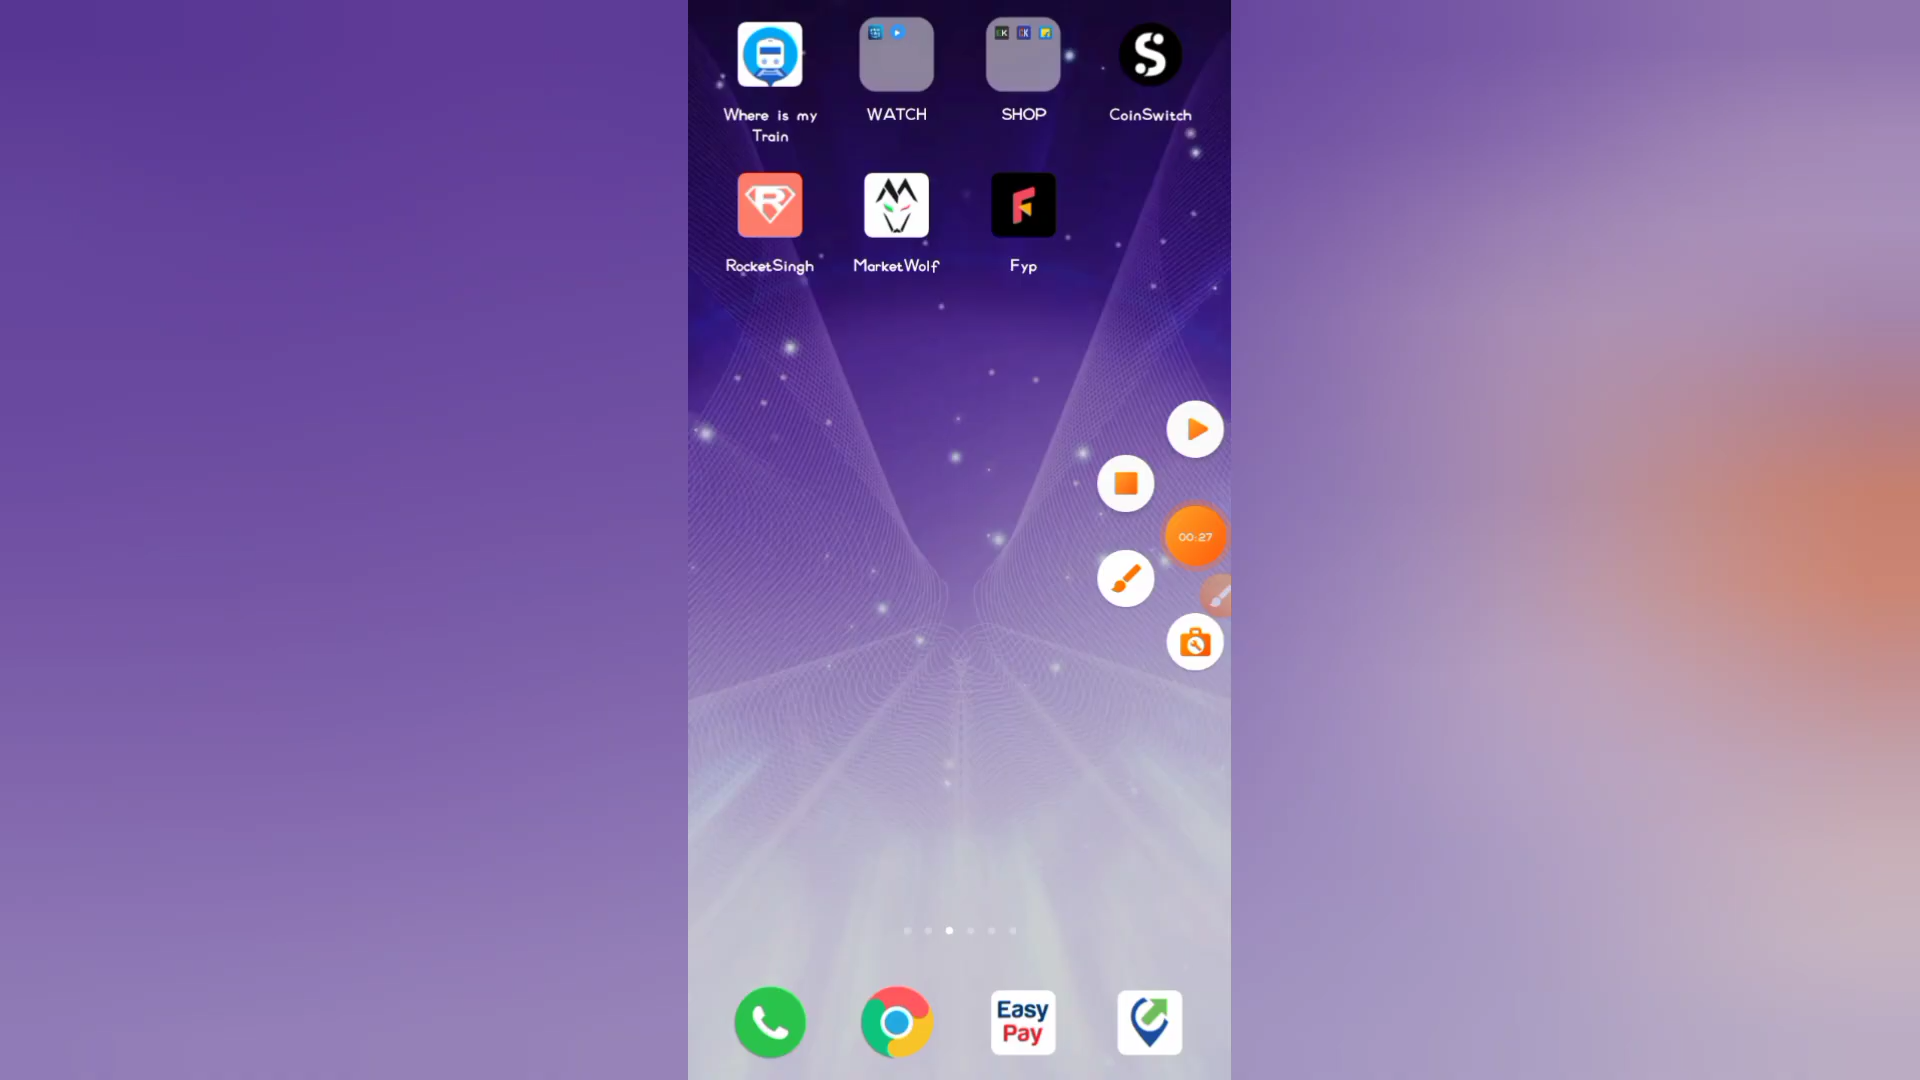 Where is my
Train
WATCH
SHOP
CoinSwitch
RocketSingh
MarketWolf
Fyp
00:27
Easy
Pay